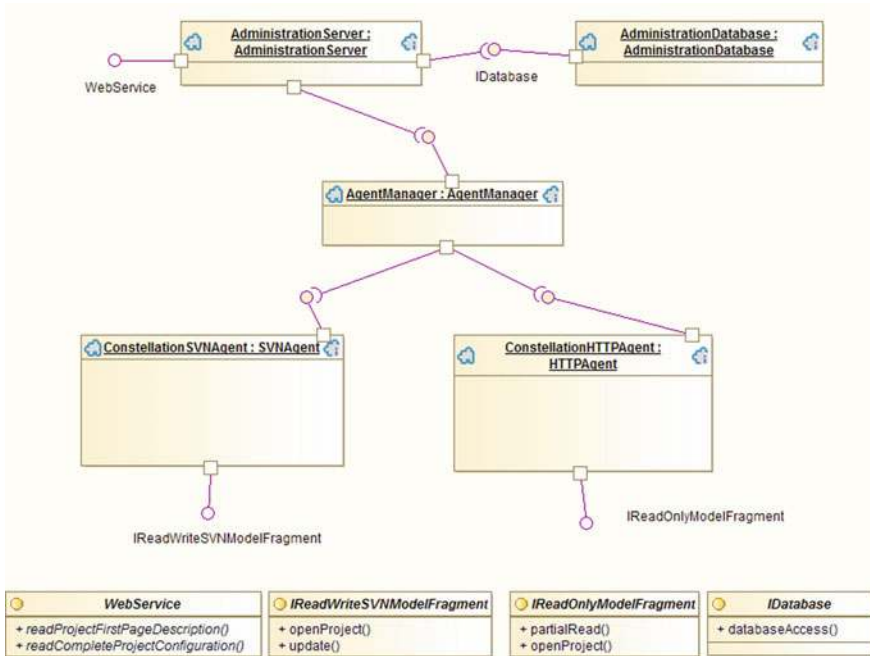 AdministrationServer :
AdministrationServer
AdministrationDatabase :
AdministrationDatabase
WebService
IDatabase
AgentManager : AgentManager
ConstellationSVNAgent : SVNAgent
ConstellationHTTPAgent :
HTTPAgent
IReadWriteSVNModelFragment
IReadOnlyModelFragment
WebService
+ readProjectFirstPageDescription()
+ readCompleteProjectConfiguration()
IReadWriteSVNModelFragment
+ openProject()
+ update()
IReadOnlyModelFragment
+ partialRead()
+ openProject()
IDatabase
+ databaseAccess()